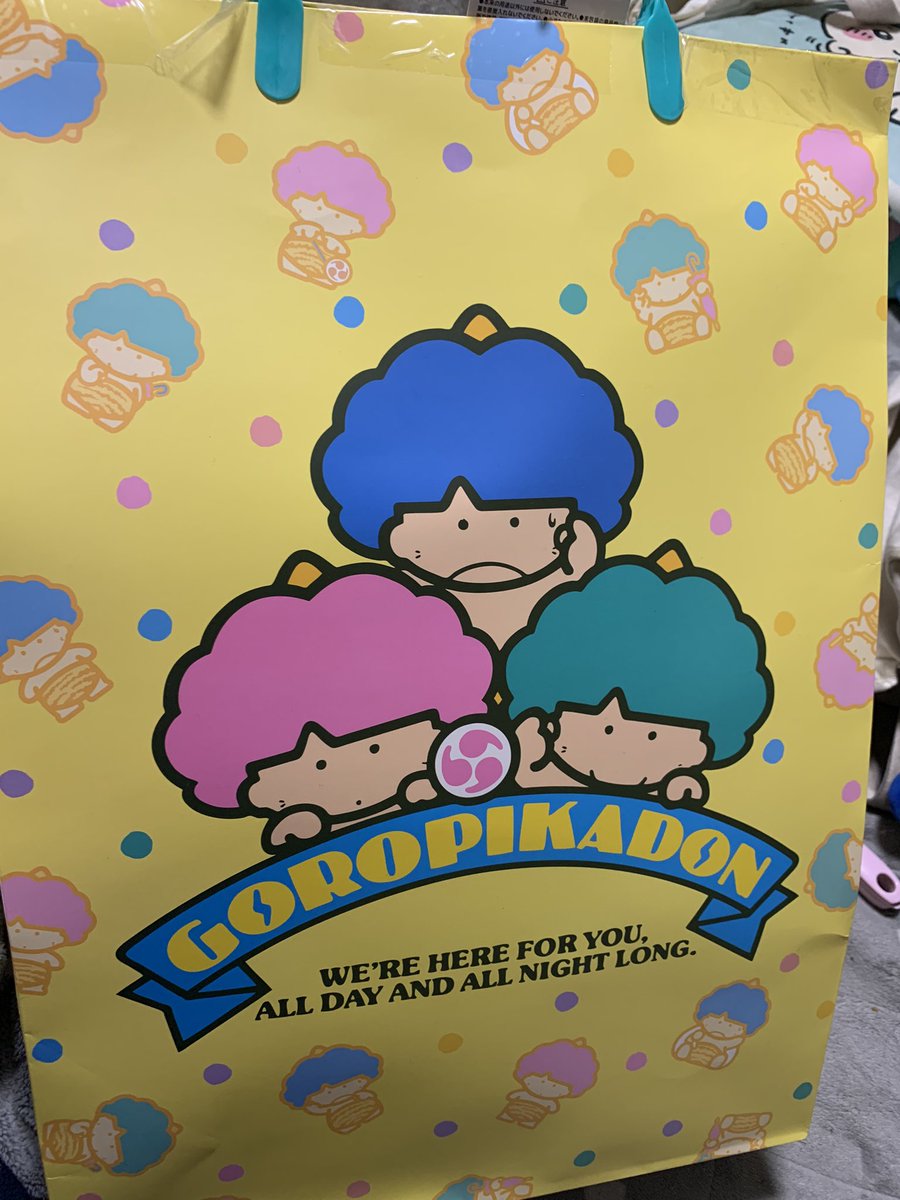 GOROPIKADON
WE'RE HERE FOR YOU,
ALL DAY AND ALL NIGHT LONG.